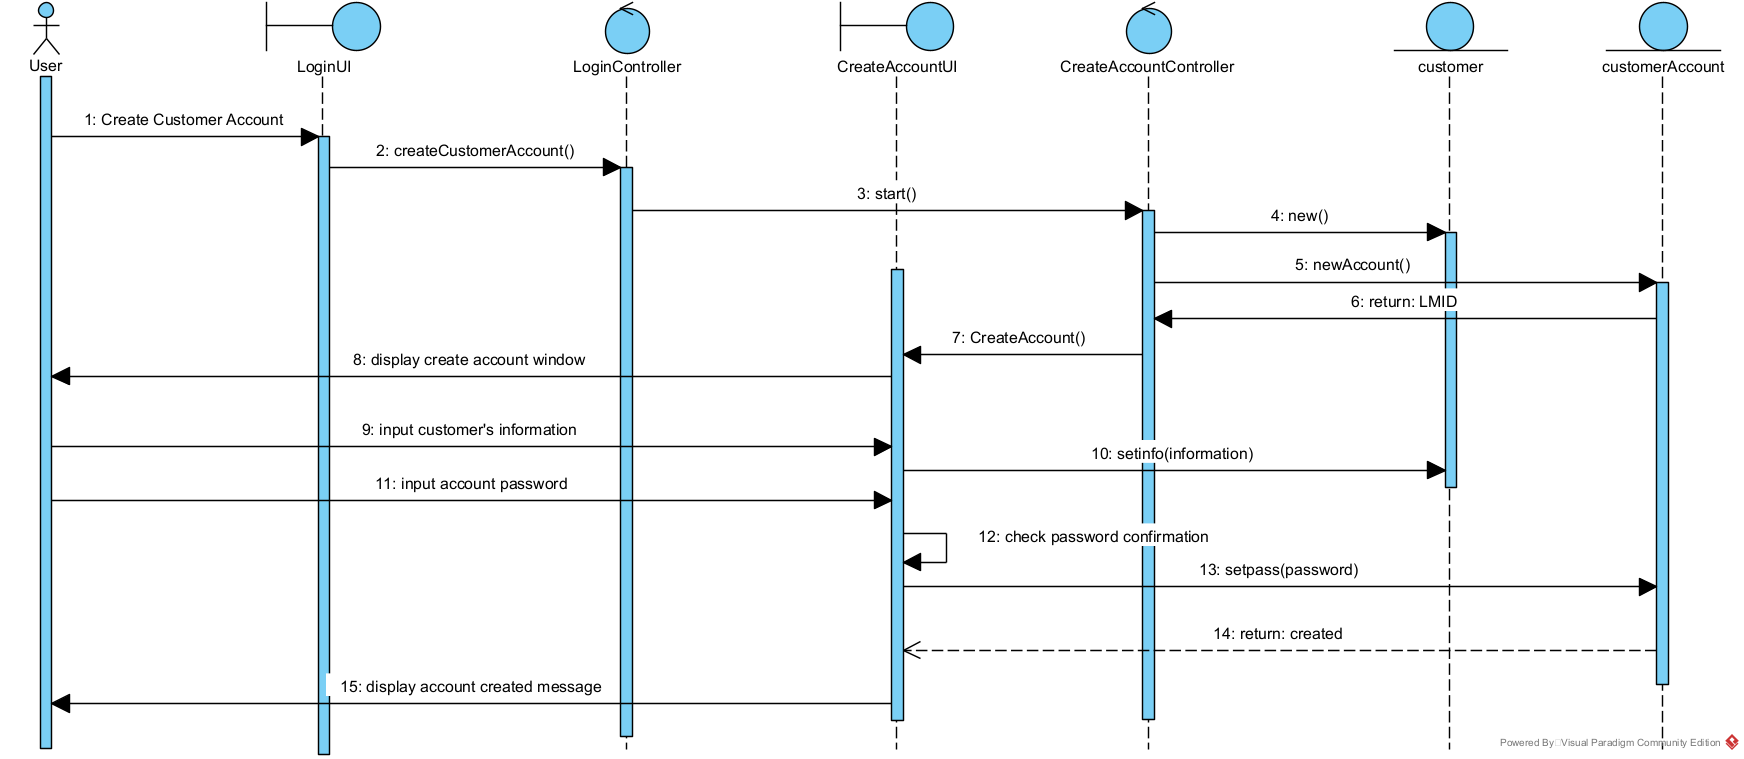 User
LoginUI
LoginController
CreateAccountUI
CreateAccountController
customer
customerAccount
1: Create Customer Account
2: createCustomerAccount()
3: start()
4: new()
5: newAccount()
6: return: LMID
7: CreateAccount()
8: display create account window
9: input customer's information
10: setinfo(information)
11: input account password
12: check password confirmation
13: setpass(password)
14: return: created
15: display account created message
Powered By Visual Paradigm Community Edition